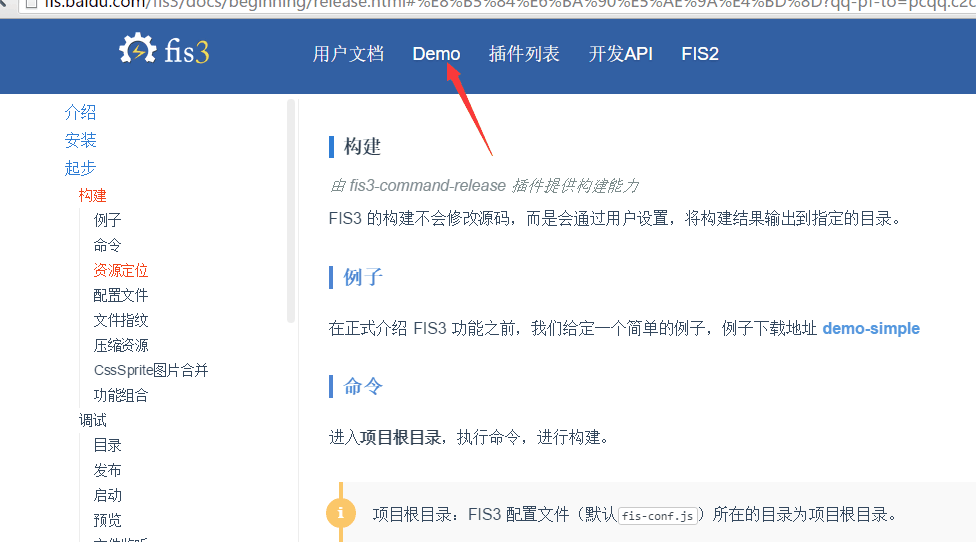 fis.baidu.com/fis3/docs/beginning/release.html#%E8%B5%84%E6%BA%90%E5%AE%9A%E4%BD%8D?qq-pf-to=pcqq.c2c
fis3
用户文档 Demo 插件列表 开发API FIS2
介绍
安装
起步
构建
例子
命令
资源定位
配置文件
文件指纹
压缩资源
CssSprite图片合并
功能组合
调试
目录
发布
启动
预览
文件监听
构建
由 fis3-command-release 插件提供构建能力
FIS3 的构建不会修改源码，而是会通过用户设置，将构建结果输出到指定的目录。
例子
在正式介绍 FIS3 功能之前，我们给定一个简单的例子，例子下载地址 demo-simple
命令
进入项目根目录，执行命令，进行构建。
项目根目录：FIS3 配置文件（默认fis-conf.js）所在的目录为项目根目录。